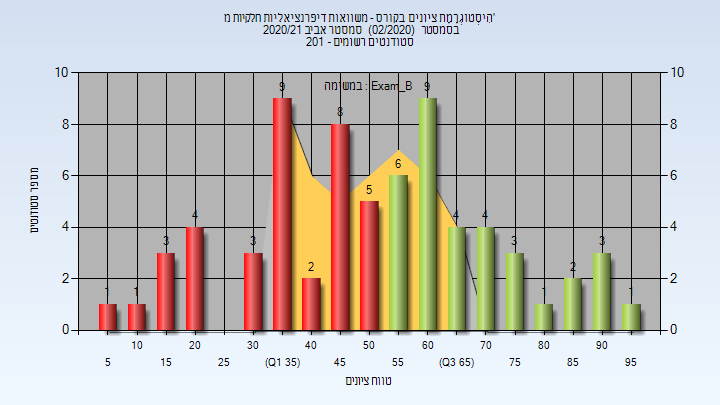 הִיסְטוֹגְרָמַת ציונים בקורס - משוואות דיפרנציאליות חלקיות מ'
בסמסטר (02/2020) סמסטר אביב 2020/21
סטודנטים רשומים - 201
במשימה : Exam_B
מספר סטודנטים
10 10
8 8
6 6
4 4
2 2
0 0
1 1 3 4 3 9 2 8 5 6 9 4 4 3 1 2 3 1
10 20 30 40 50 60 70 80 90
5 15 25 (Q1 35) 45 55 (Q3 65) 75 85 95
טווח ציונים